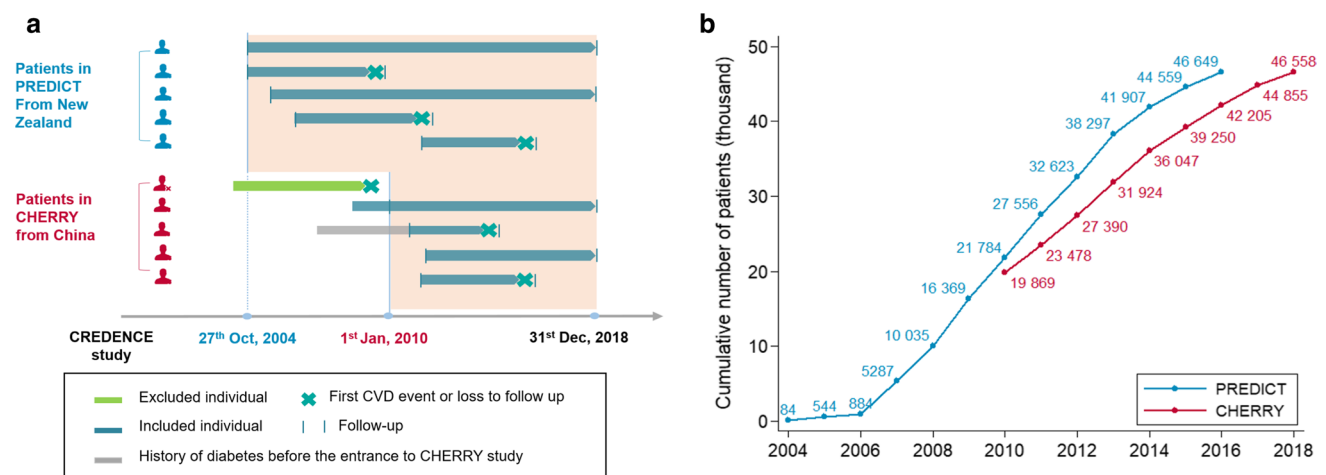 a
Patients in
PREDICT
From New
Zealand
Patients in
CHERRY
from China
CREDENCE
study
27th Oct, 2004
1st Jan, 2010
31st Dec, 2018
Excluded individual
First CVD event or loss to follow up
Included individual
Follow-up
History of diabetes before the entrance to CHERRY study
b
Cumulative number of patients (thousand)
50
40
30
20
10
0
84
544
884
5287
10 035
16 369
21 784
27 556
32 623
38 297
41 907
44 559
46 649
19 869
23 478
27 390
31 924
36 047
39 250
42 205
44 855
46 558
PREDICT
CHERRY
2004 2006 2008 2010 2012 2014 2016 2018